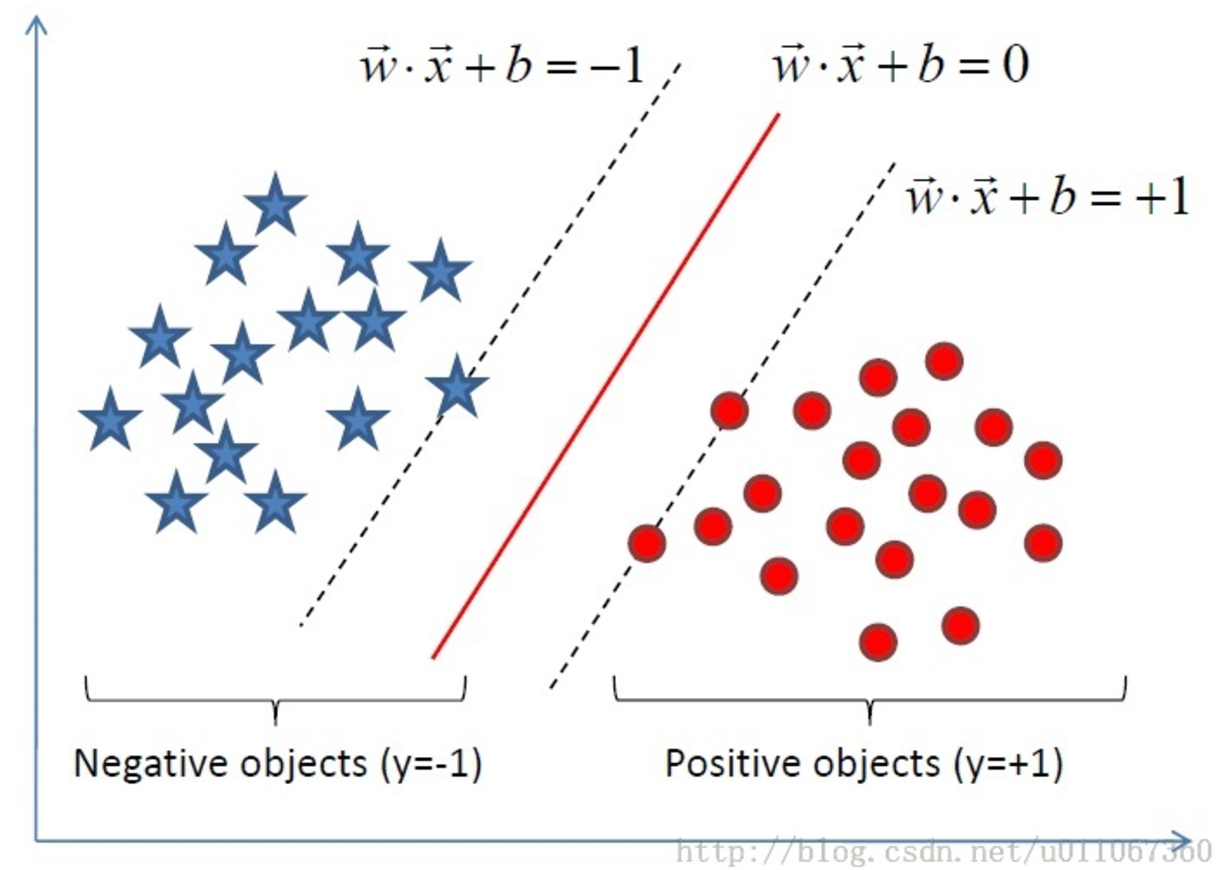 w⃗·x⃗+b=−1
w⃗·x⃗+b=0
w⃗·x⃗+b=+1
Negative objects (y=-1)
Positive objects (y=+1)
http://blog.csdn.net/u011067360